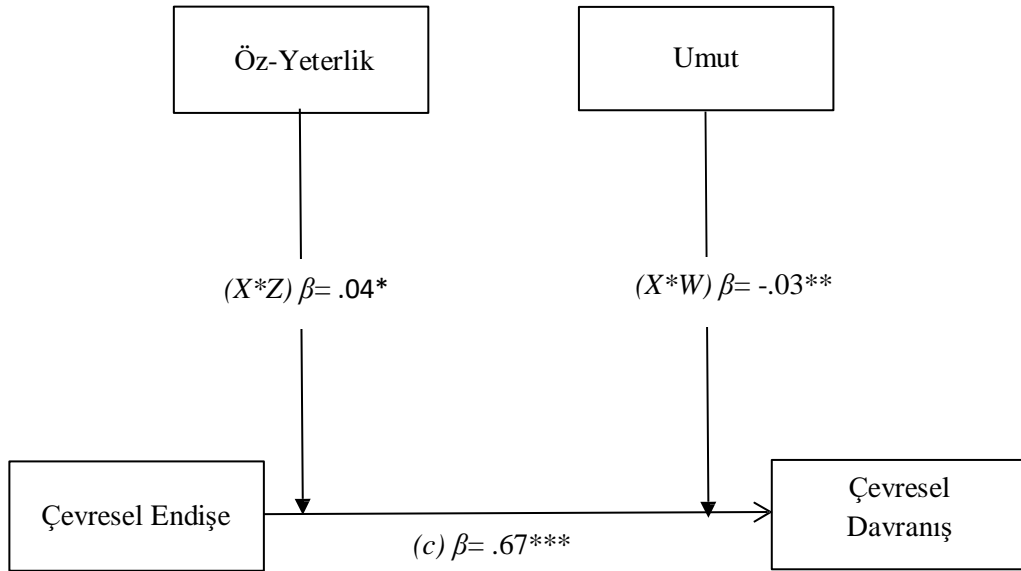 Öz-Yeterlik
Umut
(X*Z) β= .04*
(X*W) β= -.03**
Çevresel Endişe
Çevresel
Davranış
(c) β= .67***